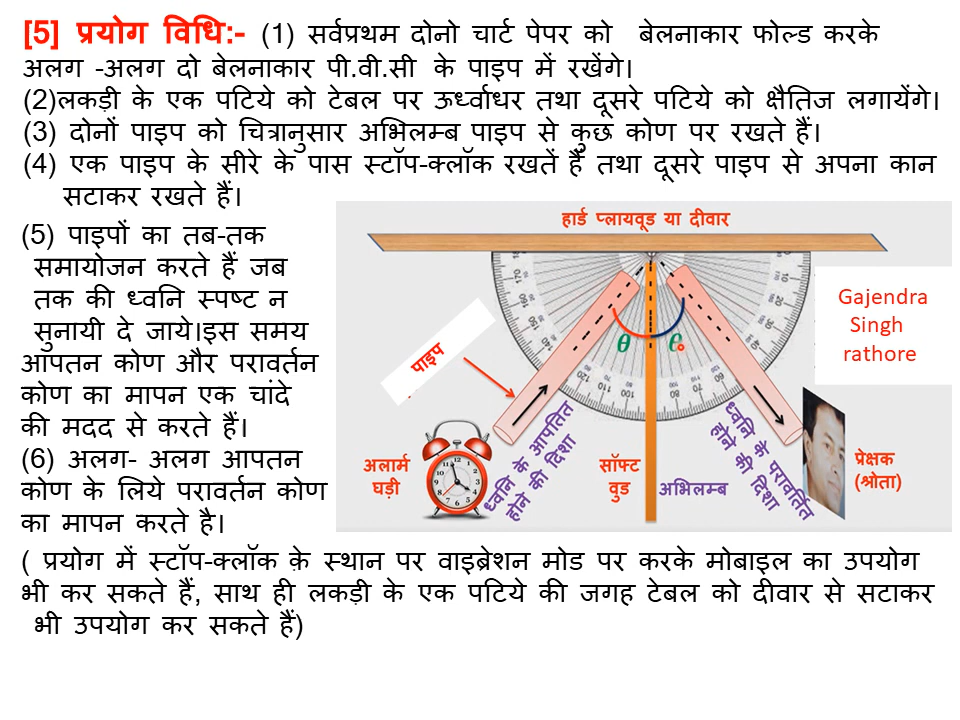 [5] प्रयोग विधि:- (1) सर्वप्रथम दोनो चार्ट पेपर को बेलनाकार फोल्ड करके
अलग -अलग दो बेलनाकार पी.वी.सी के पाइप में रखेंगे।
(2)लकड़ी के एक पटिये को टेबल पर ऊर्ध्वाधर तथा दूसरे पटिये को क्षैतिज लगायेंगे।
(3) दोनों पाइप को चित्रानुसार अभिलम्ब पाइप से कुछ कोण पर रखते हैं।
(4) एक पाइप के सीरे के पास स्टॉप-क्लॉक रखतें हैं तथा दूसरे पाइप से अपना कान
सटाकर रखते हैं।
(5) पाइपों का तब-तक
समायोजन करते हैं जब
तक की ध्वनि स्पष्ट न
सुनायी दे जाये।इस समय
आपतन कोण और परावर्तन
कोण का मापन एक चांदे
की मदद से करते हैं।
(6) अलग- अलग आपतन
कोण के लिये परावर्तन कोण
का मापन करते है।
हार्ड प्लायवूड या दीवार
Gajendra
Singh
rathore
पाइप
θ
अलार्म
घड़ी
ध्वनि के आपतित
होने की दिशा
सॉफ्ट
वुड
अभिलम्ब
ध्वनि के परावर्तित
होने की दिशा
प्रेक्षक
(श्रोता)
( प्रयोग में स्टॉप-क्लॉक के स्थान पर वाइब्रेशन मोड पर करके मोबाइल का उपयोग
भी कर सकते हैं, साथ ही लकड़ी के एक पटिये की जगह टेबल को दीवार से सटाकर
भी उपयोग कर सकते हैं)